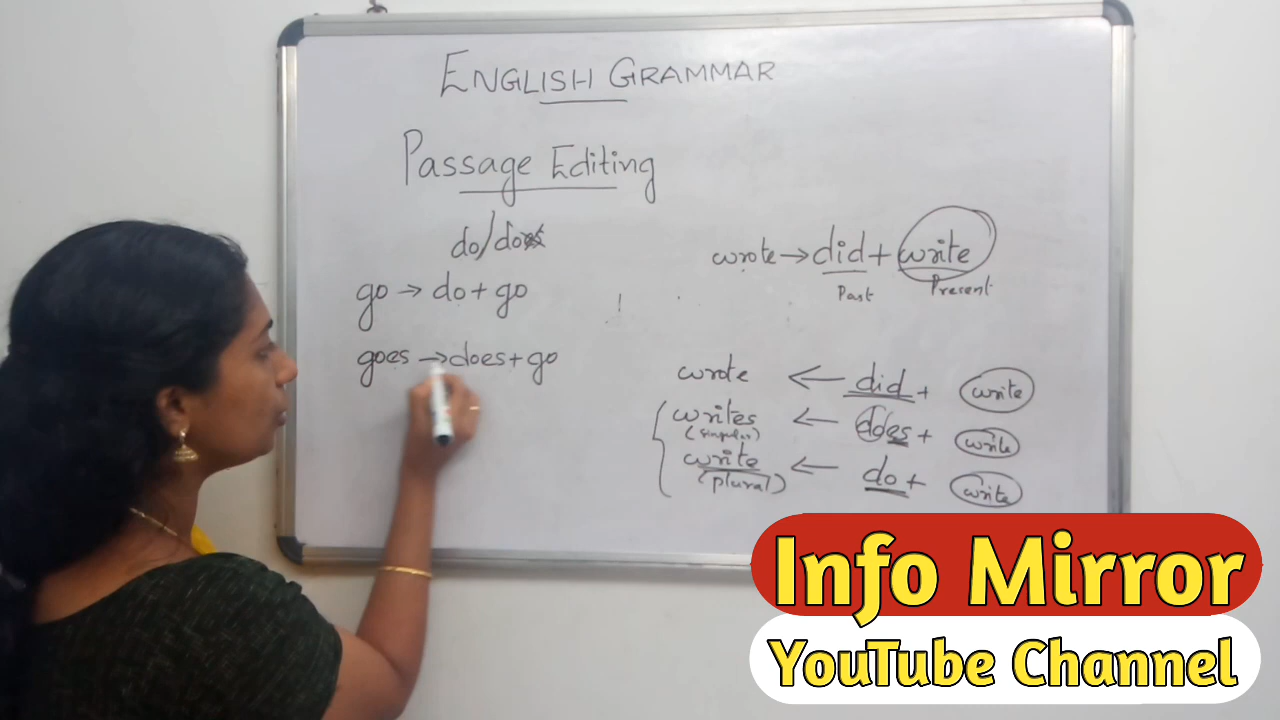 ENGLISH GRAMMAR
Passage Editing
do/does
go → do + go
goes → does + go
wrote → did + write
Past Present
wrote ← did + write
writes ← does + write
(singular)
write ← do + write
(plural)
Info Mirror
YouTube Channel